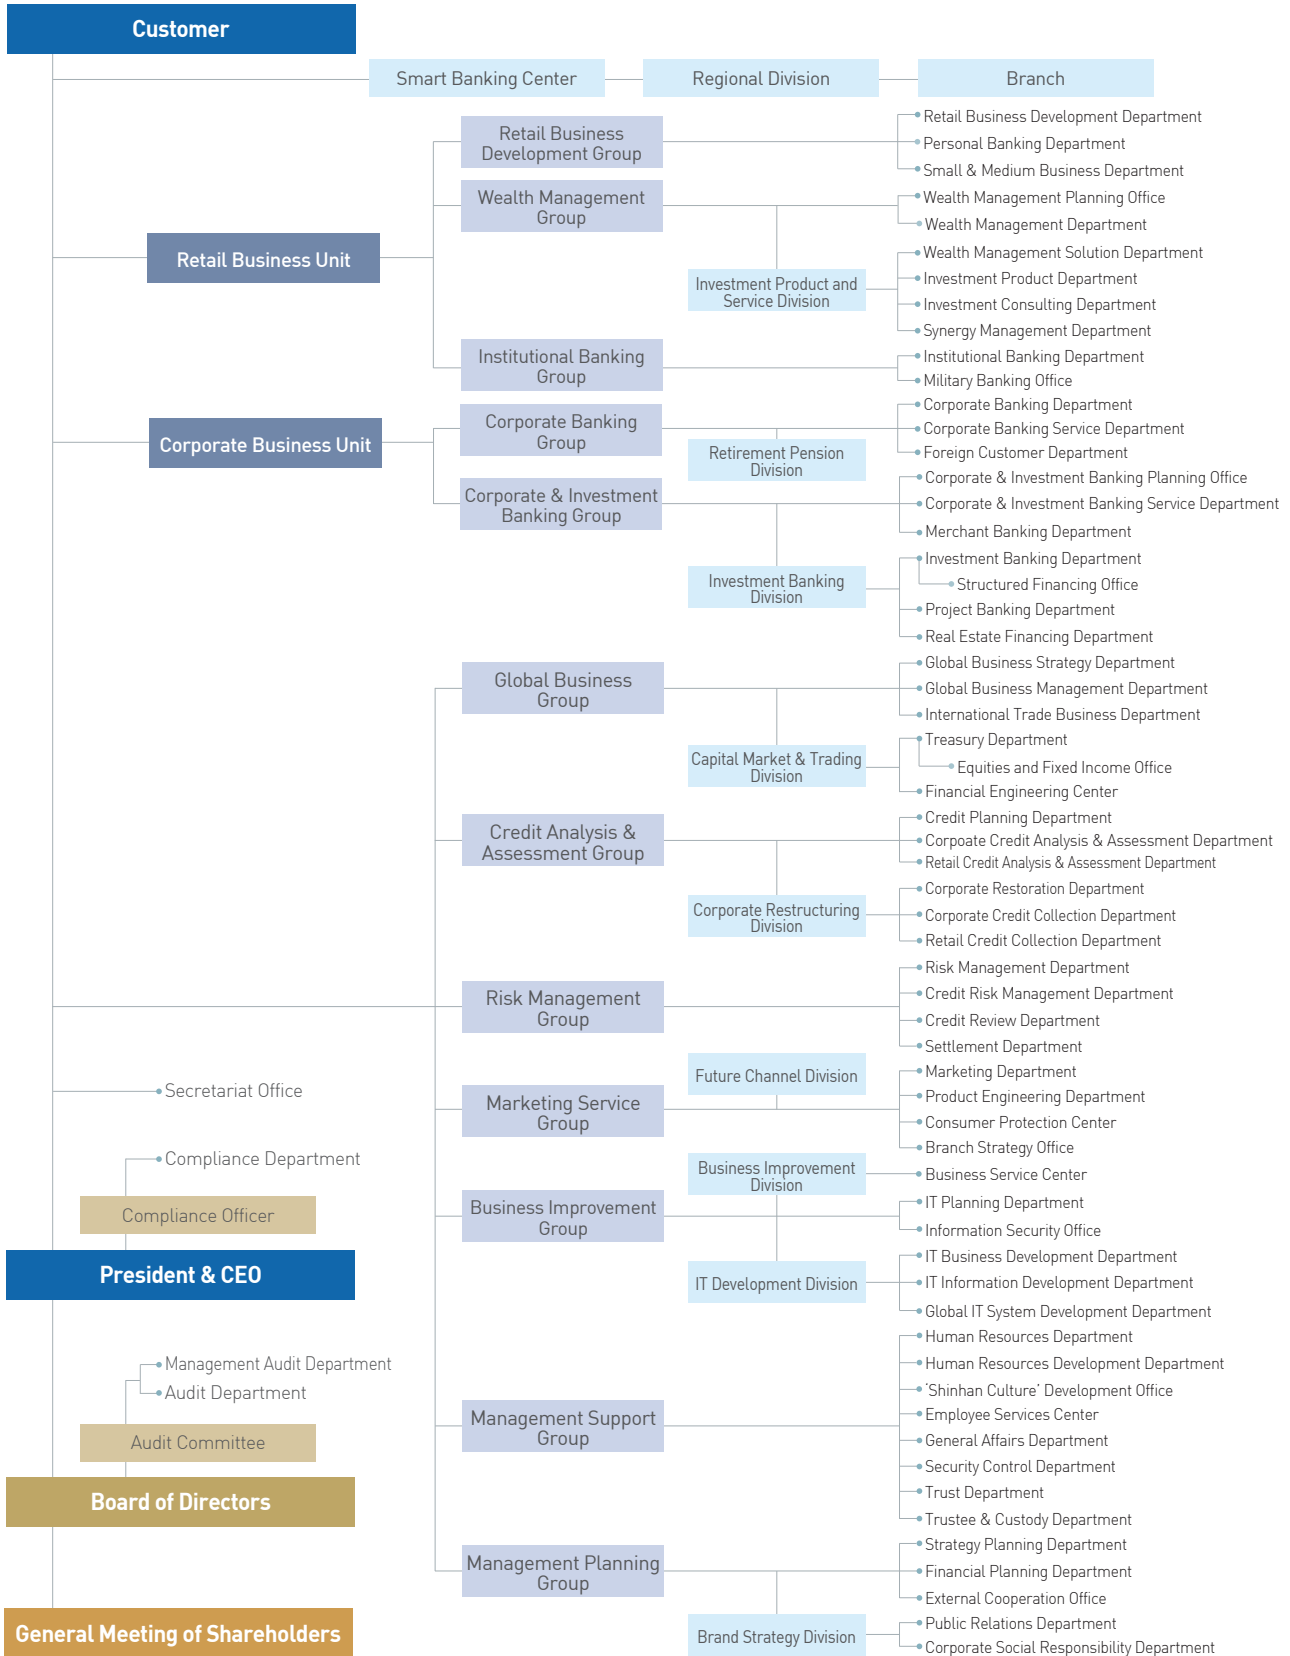 Customer
Smart Banking Center
Regional Division
Branch
Retail Business
Development Group
Retail Business Development Department
Personal Banking Department
Small & Medium Business Department
Wealth Management
Group
Wealth Management Planning Office
Wealth Management Department
Retail Business Unit
Investment Product and
Service Division
Wealth Management Solution Department
Investment Product Department
Investment Consulting Department
Synergy Management Department
Institutional Banking
Group
Institutional Banking Department
Military Banking Office
Corporate Business Unit
Corporate Banking
Group
Corporate Banking Department
Corporate Banking Service Department
Foreign Customer Department
Retirement Pension
Division
Corporate & Investment
Banking Group
Corporate & Investment Banking Planning Office
Corporate & Investment Banking Service Department
Merchant Banking Department
Investment Banking
Division
Investment Banking Department
Structured Financing Office
Project Banking Department
Real Estate Financing Department
Global Business
Group
Global Business Strategy Department
Global Business Management Department
International Trade Business Department
Capital Market & Trading
Division
Treasury Department
Equities and Fixed Income Office
Financial Engineering Center
Credit Analysis &
Assessment Group
Credit Planning Department
Corpoate Credit Analysis & Assessment Department
Retail Credit Analysis & Assessment Department
Corporate Restructuring
Division
Corporate Restoration Department
Corporate Credit Collection Department
Retail Credit Collection Department
Risk Management
Group
Risk Management Department
Credit Risk Management Department
Credit Review Department
Settlement Department
Secretariat Office
Future Channel Division
Marketing Service
Group
Marketing Department
Product Engineering Department
Consumer Protection Center
Branch Strategy Office
Compliance Department
Compliance Officer
Business Improvement
Division
Business Service Center
Business Improvement
Group
IT Planning Department
Information Security Office
President & CEO
IT Development Division
IT Business Development Department
IT Information Development Department
Global IT System Development Department
Management Audit Department
Audit Department
Audit Committee
Management Support
Group
Human Resources Department
Human Resources Development Department
‘Shinhan Culture’ Development Office
Employee Services Center
General Affairs Department
Security Control Department
Trust Department
Trustee & Custody Department
Board of Directors
Management Planning
Group
Strategy Planning Department
Financial Planning Department
External Cooperation Office
General Meeting of Shareholders
Brand Strategy Division
Public Relations Department
Corporate Social Responsibility Department